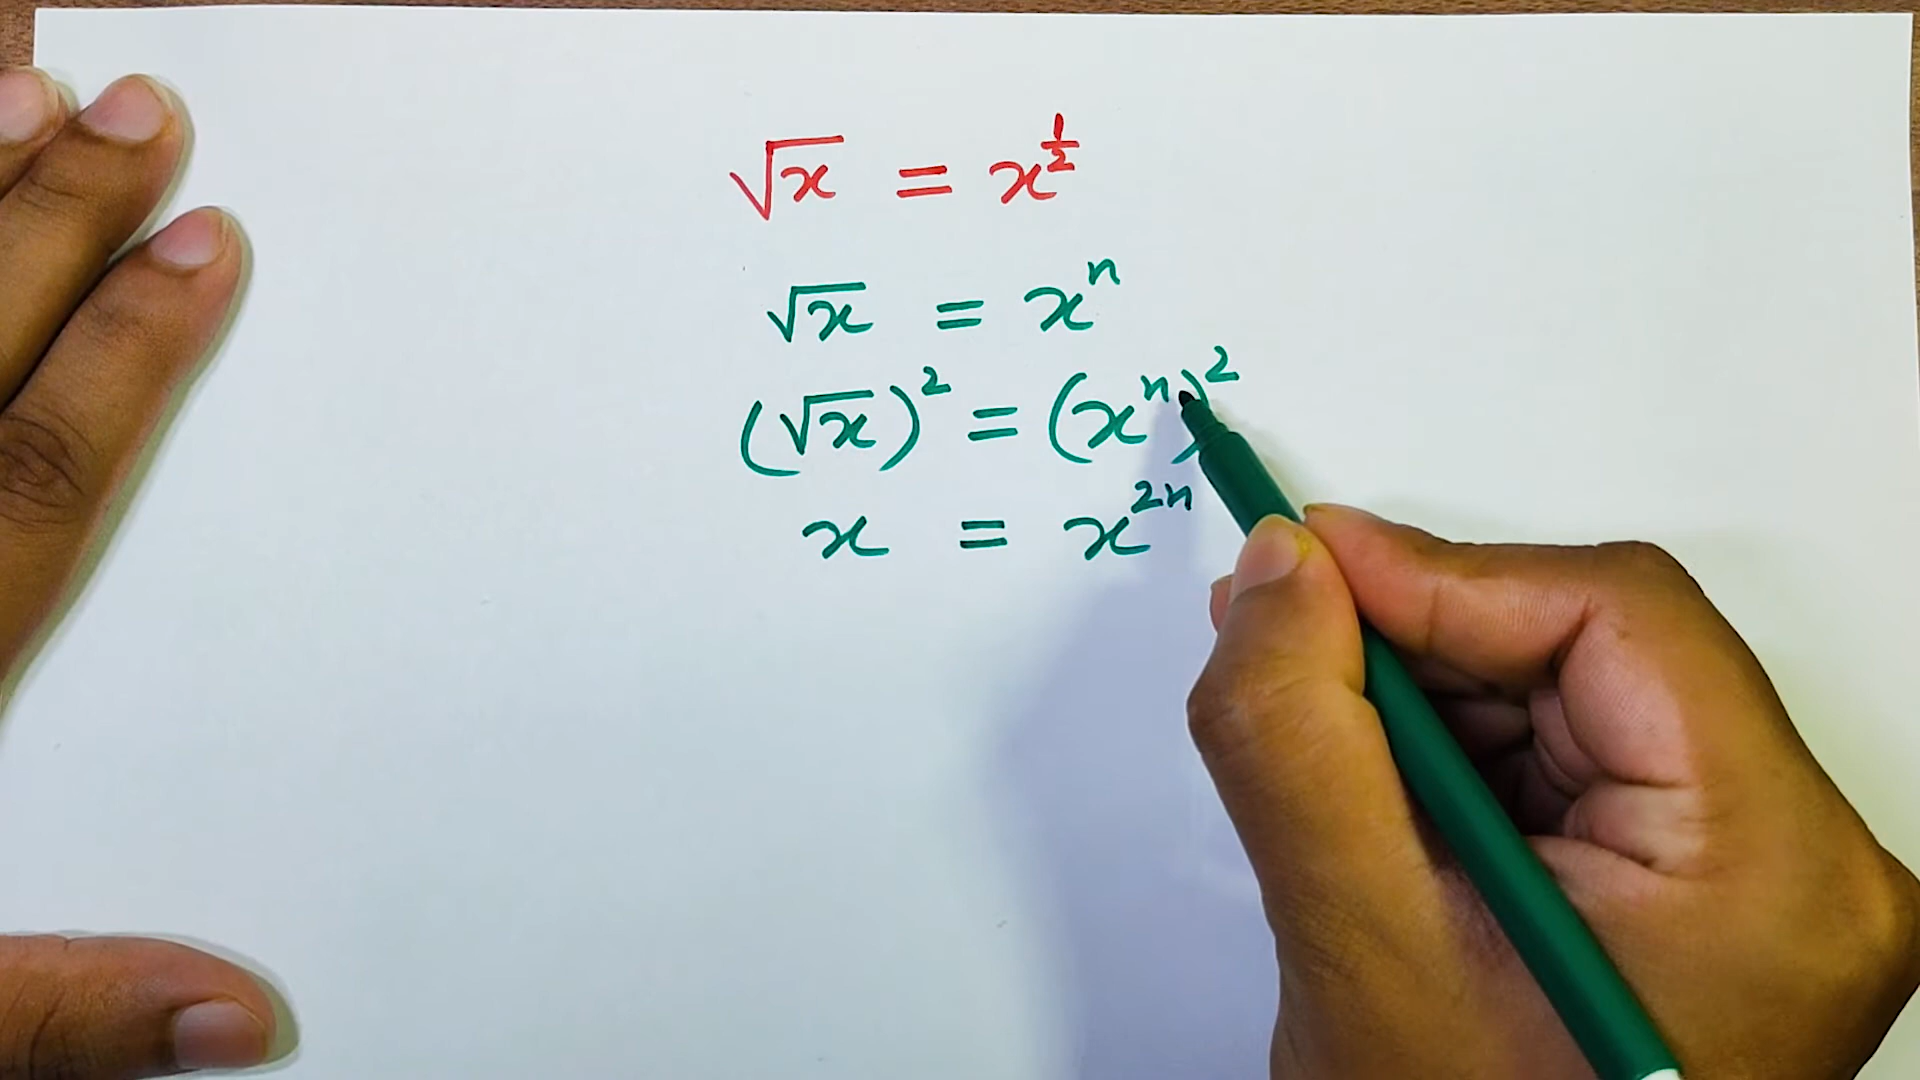 √x = x^½
√x = x^n
(√x)^2 = (x^n)^2
x = x^2n